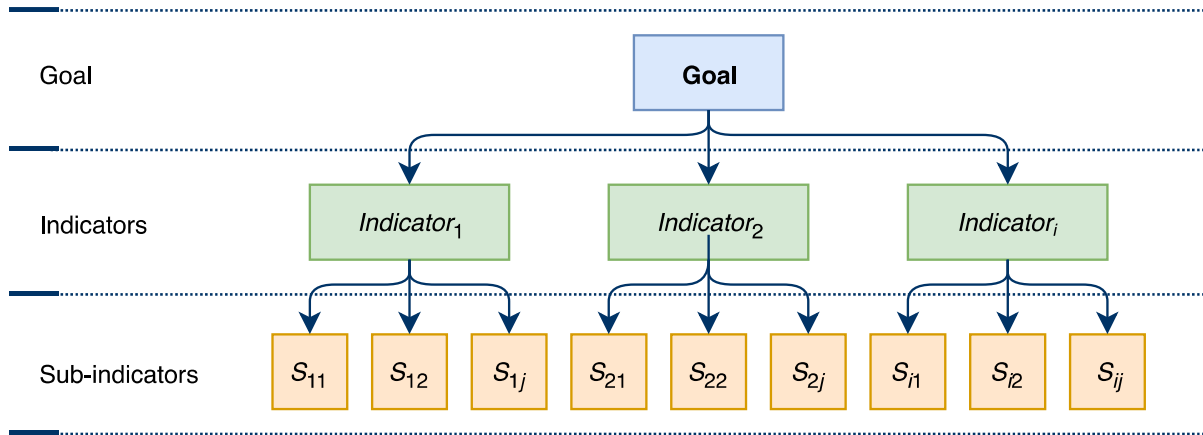 Goal
Goal
Indicators
Indicator₁
Indicator₂
Indicatorᵢ
Sub-indicators
S₁₁
S₁₂
S₁ⱼ
S₂₁
S₂₂
S₂ⱼ
Sᵢ₁
Sᵢ₂
Sᵢⱼ